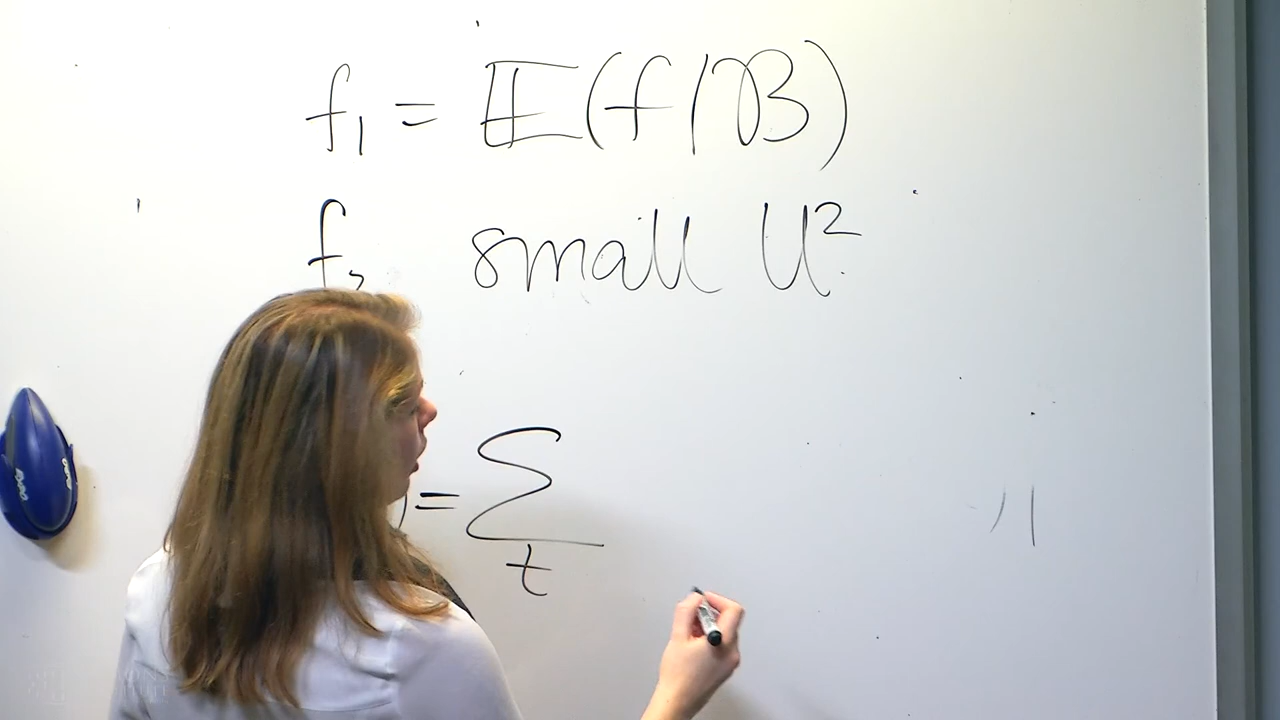 f₁ = 𝔼(f|ℬ)
f₂ small U²
) = Σ
t